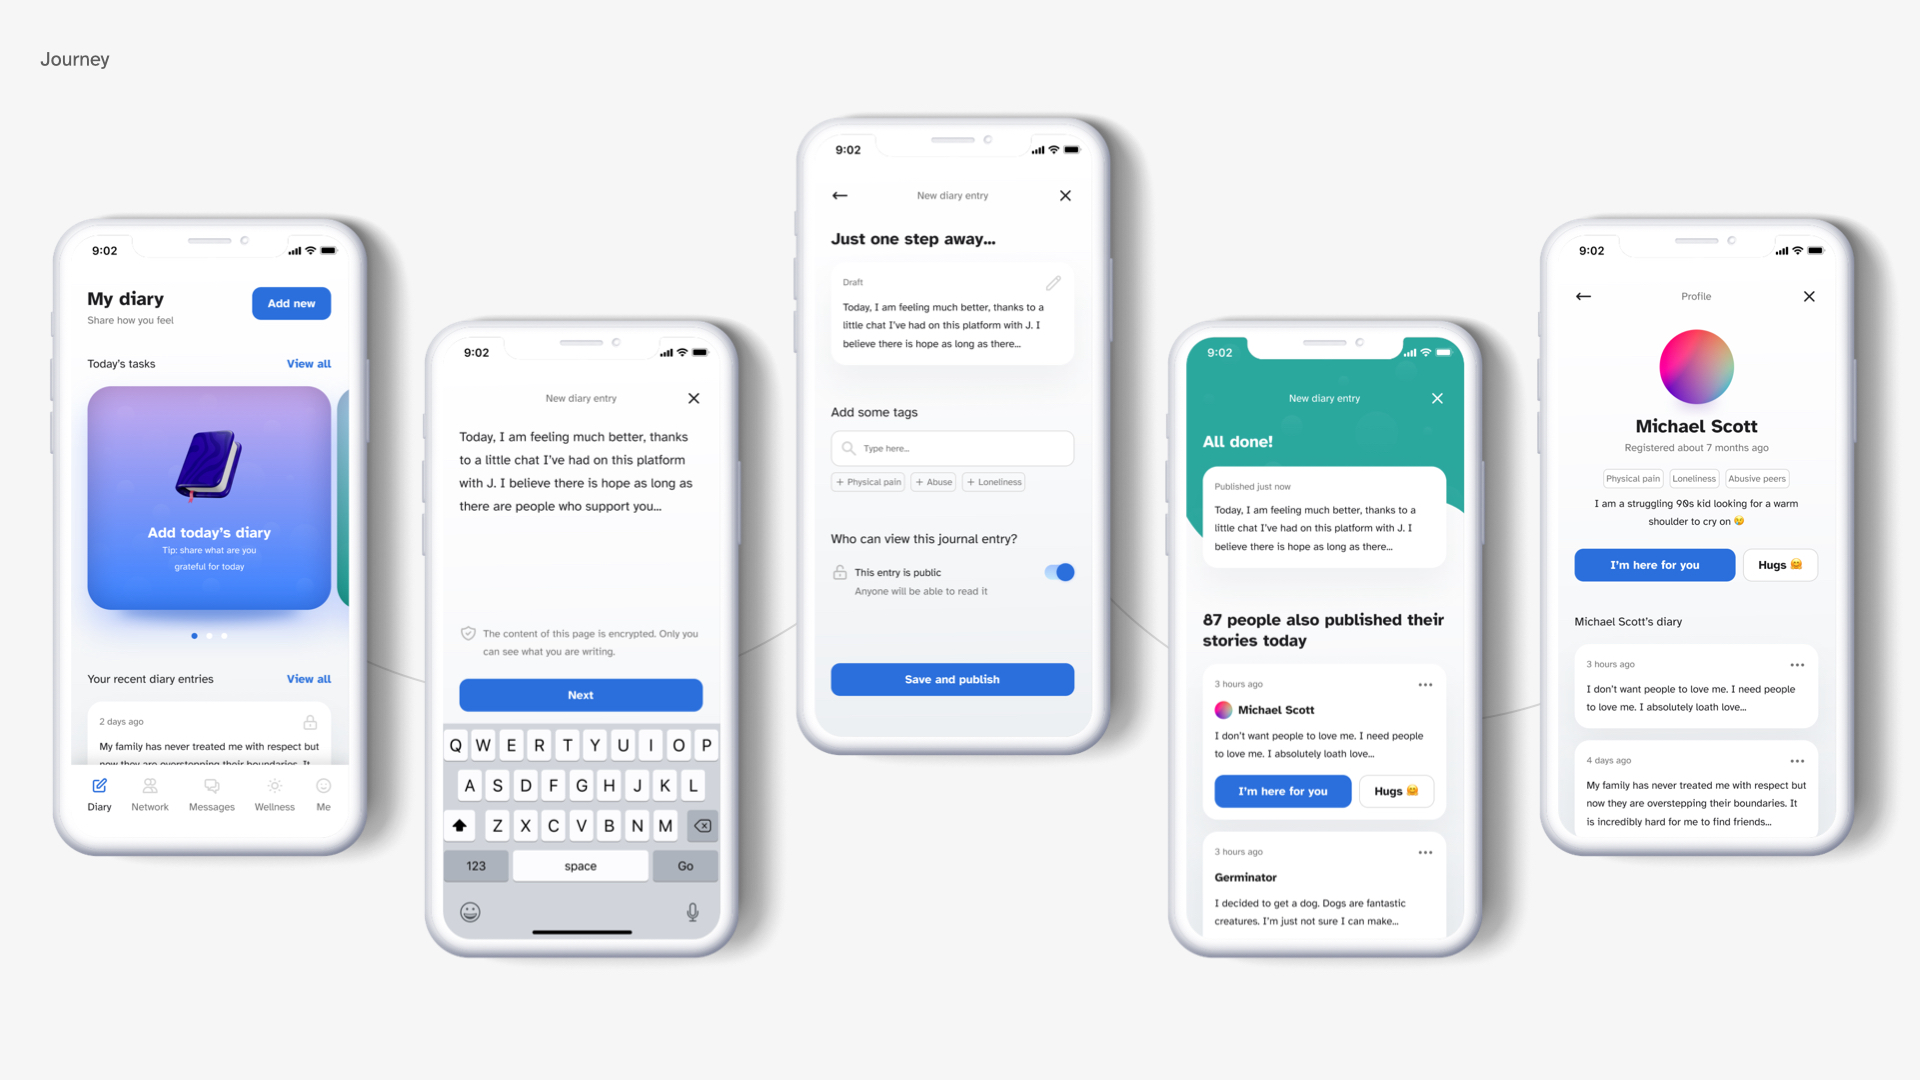 Journey
9:02
My diary
Add new
Share how you feel
Today's tasks
View all
Add today's diary
Tip: share what are you
grateful for today
Your recent diary entries
View all
2 days ago
My family has never treated me with respect but
now they are overstepping their boundaries. It
Diary
Network
Messages
Wellness
Me
9:02
New diary entry
Today, I am feeling much better, thanks
to a little chat I've had on this platform
with J. I believe there is hope as long as
there are people who support you...
The content of this page is encrypted. Only you
can see what you are writing.
Next
Q W E R T Y U I O P
A S D F G H J K L
Z X C V B N M
123
space
Go
9:02
New diary entry
Just one step away...
Draft
Today, I am feeling much better, thanks to a
little chat I've had on this platform with J. I
believe there is hope as long as there...
Add some tags
Type here...
+ Physical pain
+ Abuse
+ Loneliness
Who can view this journal entry?
This entry is public
Anyone will be able to read it
Save and publish
9:02
New diary entry
All done!
Published just now
Today, I am feeling much better, thanks to a
little chat I've had on this platform with J. I
believe there is hope as long as there...
87 people also published their
stories today
3 hours ago
Michael Scott
I don't want people to love me. I need people
to love me. I absolutely loath love...
I'm here for you
Hugs 🤗
3 hours ago
Germinator
I decided to get a dog. Dogs are fantastic
creatures. I'm just not sure I can make...
9:02
Profile
Michael Scott
Registered about 7 months ago
Physical pain
Loneliness
Abusive peers
I am a struggling 90s kid looking for a warm
shoulder to cry on 😢
I'm here for you
Hugs 🤗
Michael Scott's diary
3 hours ago
I don't want people to love me. I need people
to love me. I absolutely loath love...
4 days ago
My family has never treated me with respect but
now they are overstepping their boundaries. It
is incredibly hard for me to find friends...